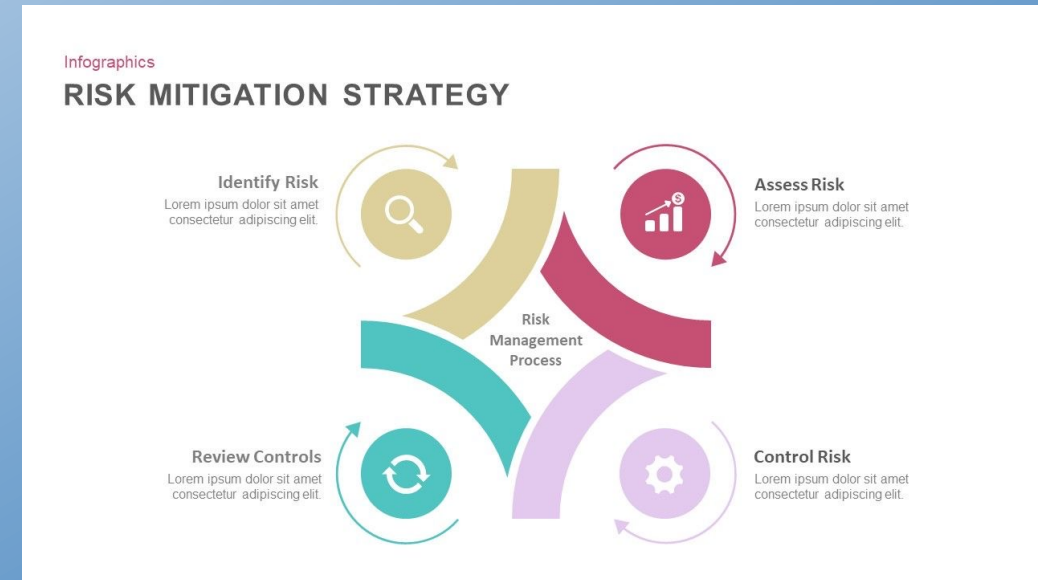 Infographics
RISK MITIGATION STRATEGY
Identify Risk
Lorem ipsum dolor sit amet
consectetur adipiscing elit.
Assess Risk
Lorem ipsum dolor sit amet
consectetur adipiscing elit.
$
Risk
Management
Process
Review Controls
Lorem ipsum dolor sit amet
consectetur adipiscing elit.
Control Risk
Lorem ipsum dolor sit amet
consectetur adipiscing elit.